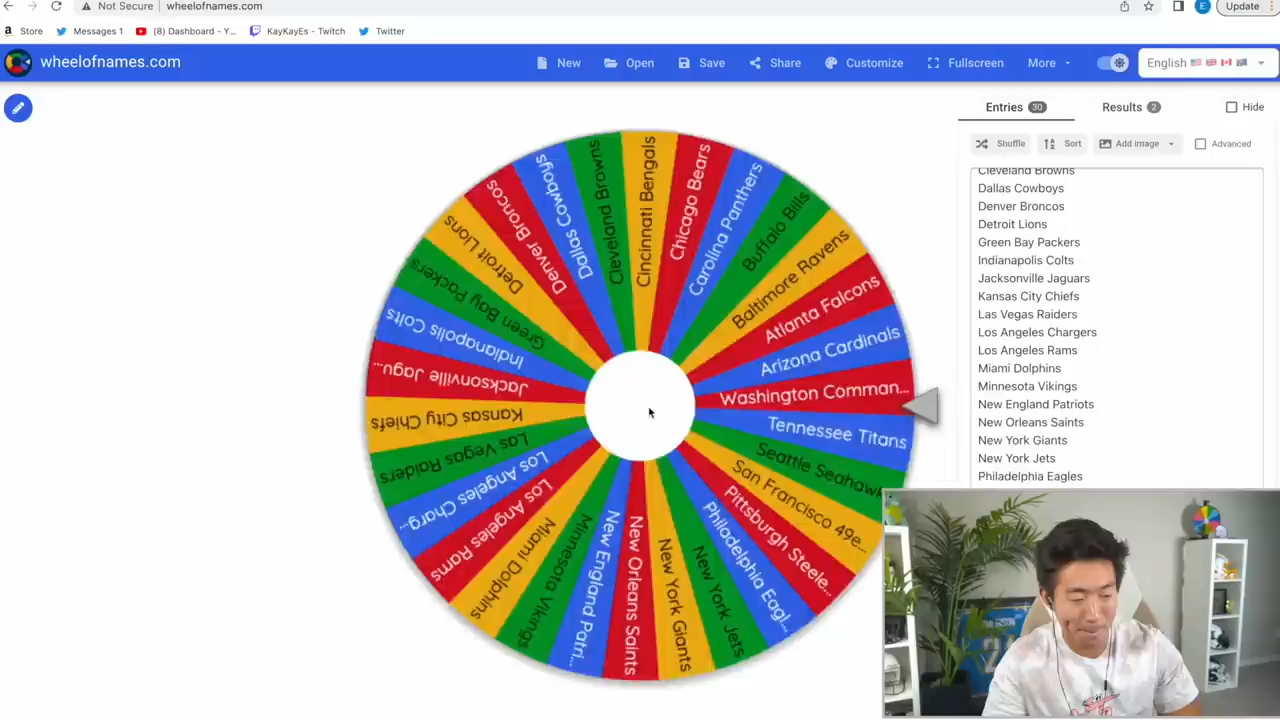 Not Secure | wheelofnames.com
Update
a Store
Messages 1
(8) Dashboard - Y...
KayKayEs - Twitch
Twitter
E
wheelofnames.com
New
Open
Save
Share
Customize
Fullscreen
More
English
Entries 30
Results 2
Hide
Shuffle
Sort
Add image
Advanced
Cleveland Browns
Dallas Cowboys
Denver Broncos
Detroit Lions
Green Bay Packers
Indianapolis Colts
Jacksonville Jaguars
Kansas City Chiefs
Las Vegas Raiders
Los Angeles Chargers
Los Angeles Rams
Miami Dolphins
Minnesota Vikings
New England Patriots
New Orleans Saints
New York Giants
New York Jets
Philadelphia Eagles
Cincinnati Bengals
Chicago Bears
Carolina Panthers
Buffalo Bills
Baltimore Ravens
Atlanta Falcons
Arizona Cardinals
Washington Comman...
Tennessee Titans
Seattle Seahawk
San Francisco 49e...
Pittsburgh Steele...
Philadelphia Eagl...
New York Jets
New York Giants
New Orleans Saints
New England Patri...
Minnesota Vikings
Miami Dolphins
Los Angeles Rams
Los Angeles Charg...
Las Vegas Raiders
Kansas City Chiefs
Jacksonville Jagu...
Indianapolis Colts
Green Bay Packers
Detroit Lions
Denver Broncos
Dallas Cowboys
Cleveland Browns